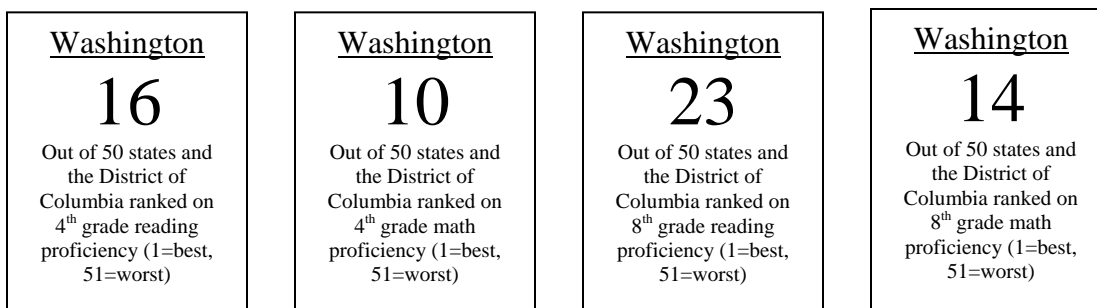 Washington
16
Out of 50 states and
the District of
Columbia ranked on
4th grade reading
proficiency (1=best,
51=worst)
Washington
10
Out of 50 states and
the District of
Columbia ranked on
4th grade math
proficiency (1=best,
51=worst)
Washington
23
Out of 50 states and
the District of
Columbia ranked on
8th grade reading
proficiency (1=best,
51=worst)
Washington
14
Out of 50 states and
the District of
Columbia ranked on
8th grade math
proficiency (1=best,
51=worst)